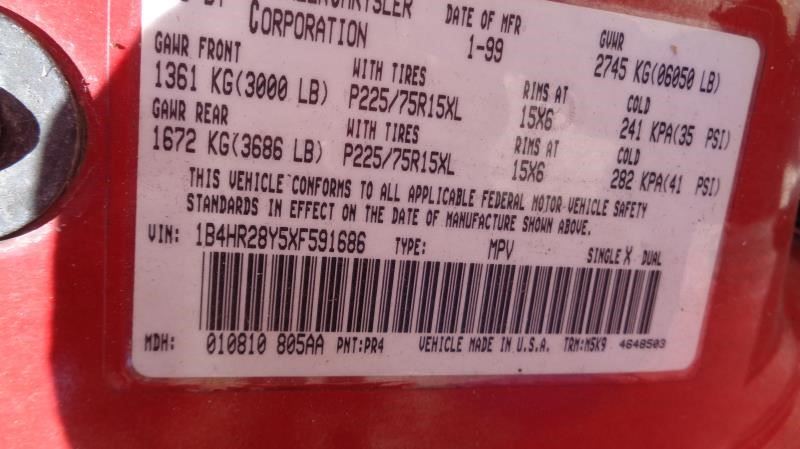 CORPORATION
DATE OF MFR
1-99
GVWR
2745 KG(06050 LB)
GAWR FRONT
1361 KG(3000 LB)
WITH TIRES
P225/75R15XL
RIMS AT
15X6
COLD
241 KPA(35 PSI)
GAWR REAR
1672 KG(3686 LB)
WITH TIRES
P225/75R15XL
RIMS AT
15X6
COLD
282 KPA(41 PSI)
THIS VEHICLE CONFORMS TO ALL APPLICABLE FEDERAL MOTOR VEHICLE SAFETY
STANDARDS IN EFFECT ON THE DATE OF MANUFACTURE SHOWN ABOVE.
VIN: 1B4HR28Y5XF591686 TYPE: MPV SINGLE X DUAL
MDH: 010810 805AA PNT:PR4 VEHICLE MADE IN U.S.A. TRM:M5K9 4648503